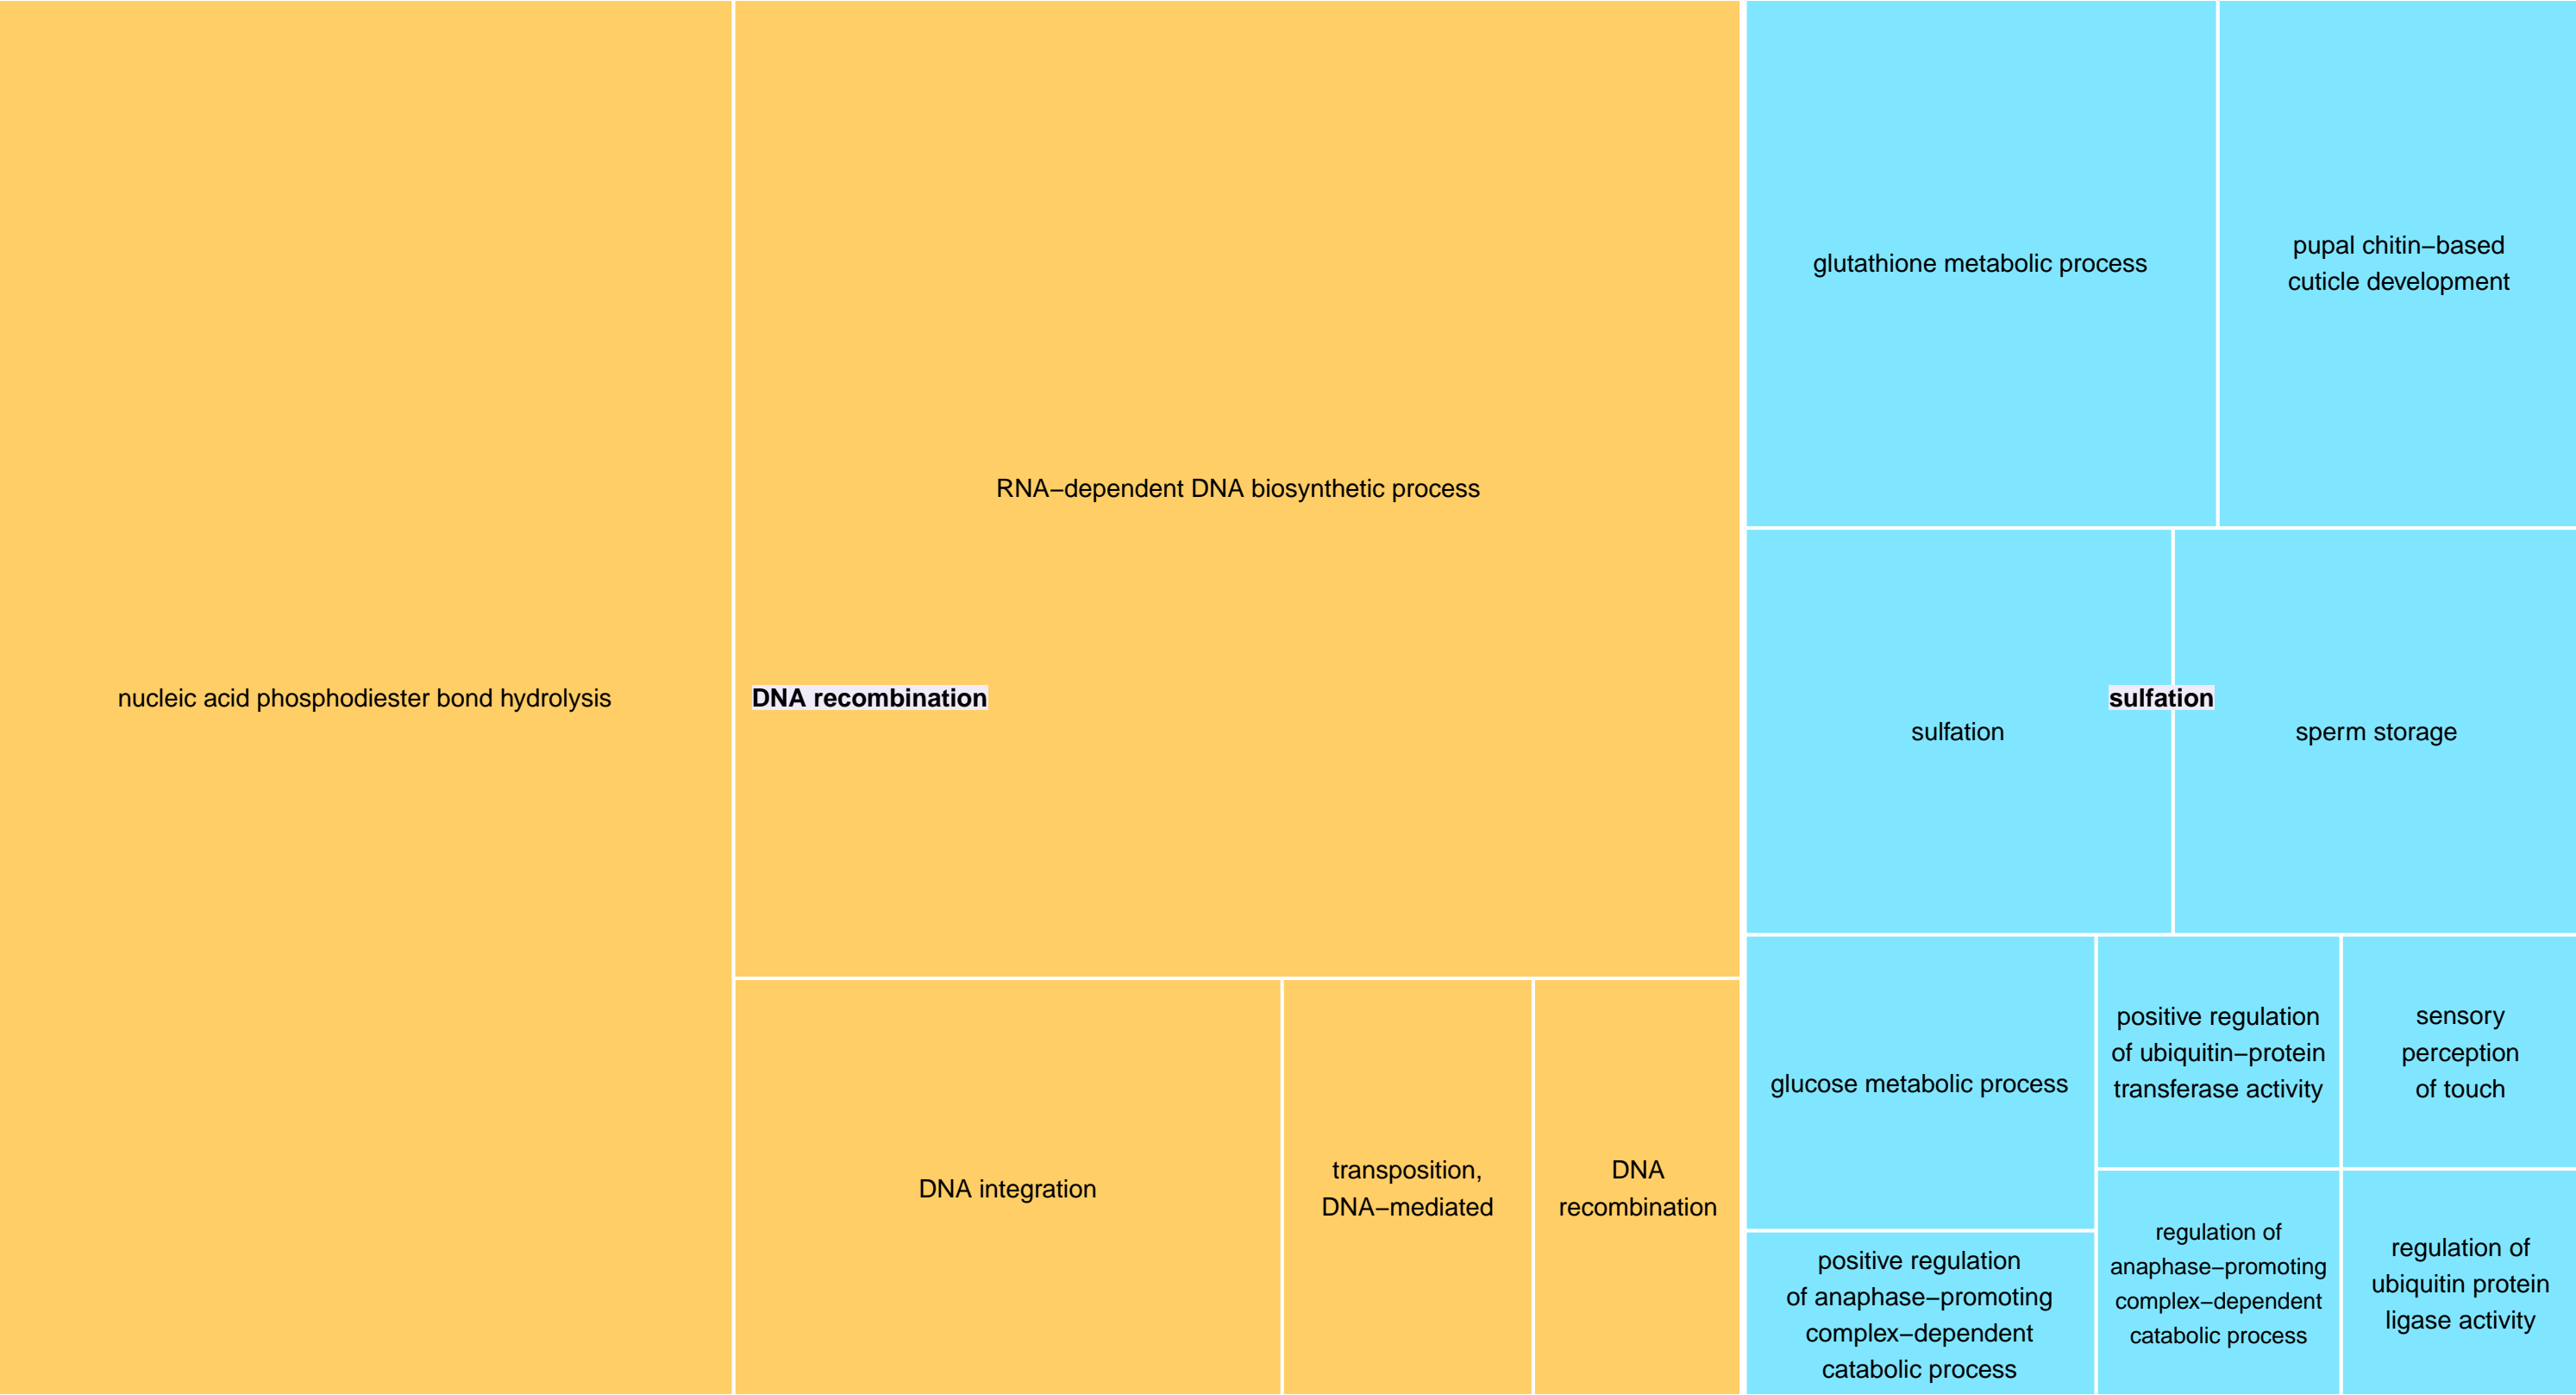 nucleic acid phosphodiester bond hydrolysis
RNA−dependent DNA biosynthetic process
DNA recombination
DNA integration
transposition,
DNA−mediated
DNA
recombination
glutathione metabolic process
pupal chitin−based
cuticle development
sulfation
sulfation
sperm storage
glucose metabolic process
positive regulation
of ubiquitin−protein
transferase activity
sensory
perception
of touch
positive regulation
of anaphase−promoting
complex−dependent
catabolic process
regulation of
anaphase−promoting
complex−dependent
catabolic process
regulation of
ubiquitin protein
ligase activity